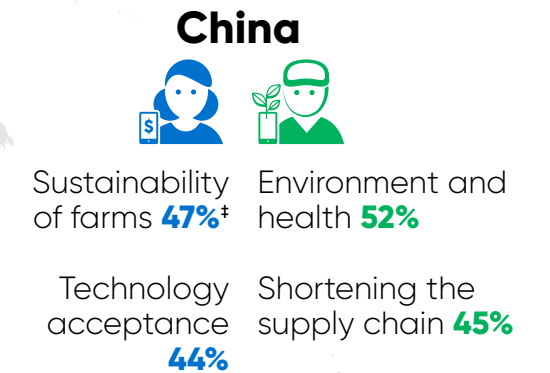 China
$
Sustainability
of farms 47%‡
Technology
acceptance
44%
Environment and
health 52%
Shortening the
supply chain 45%